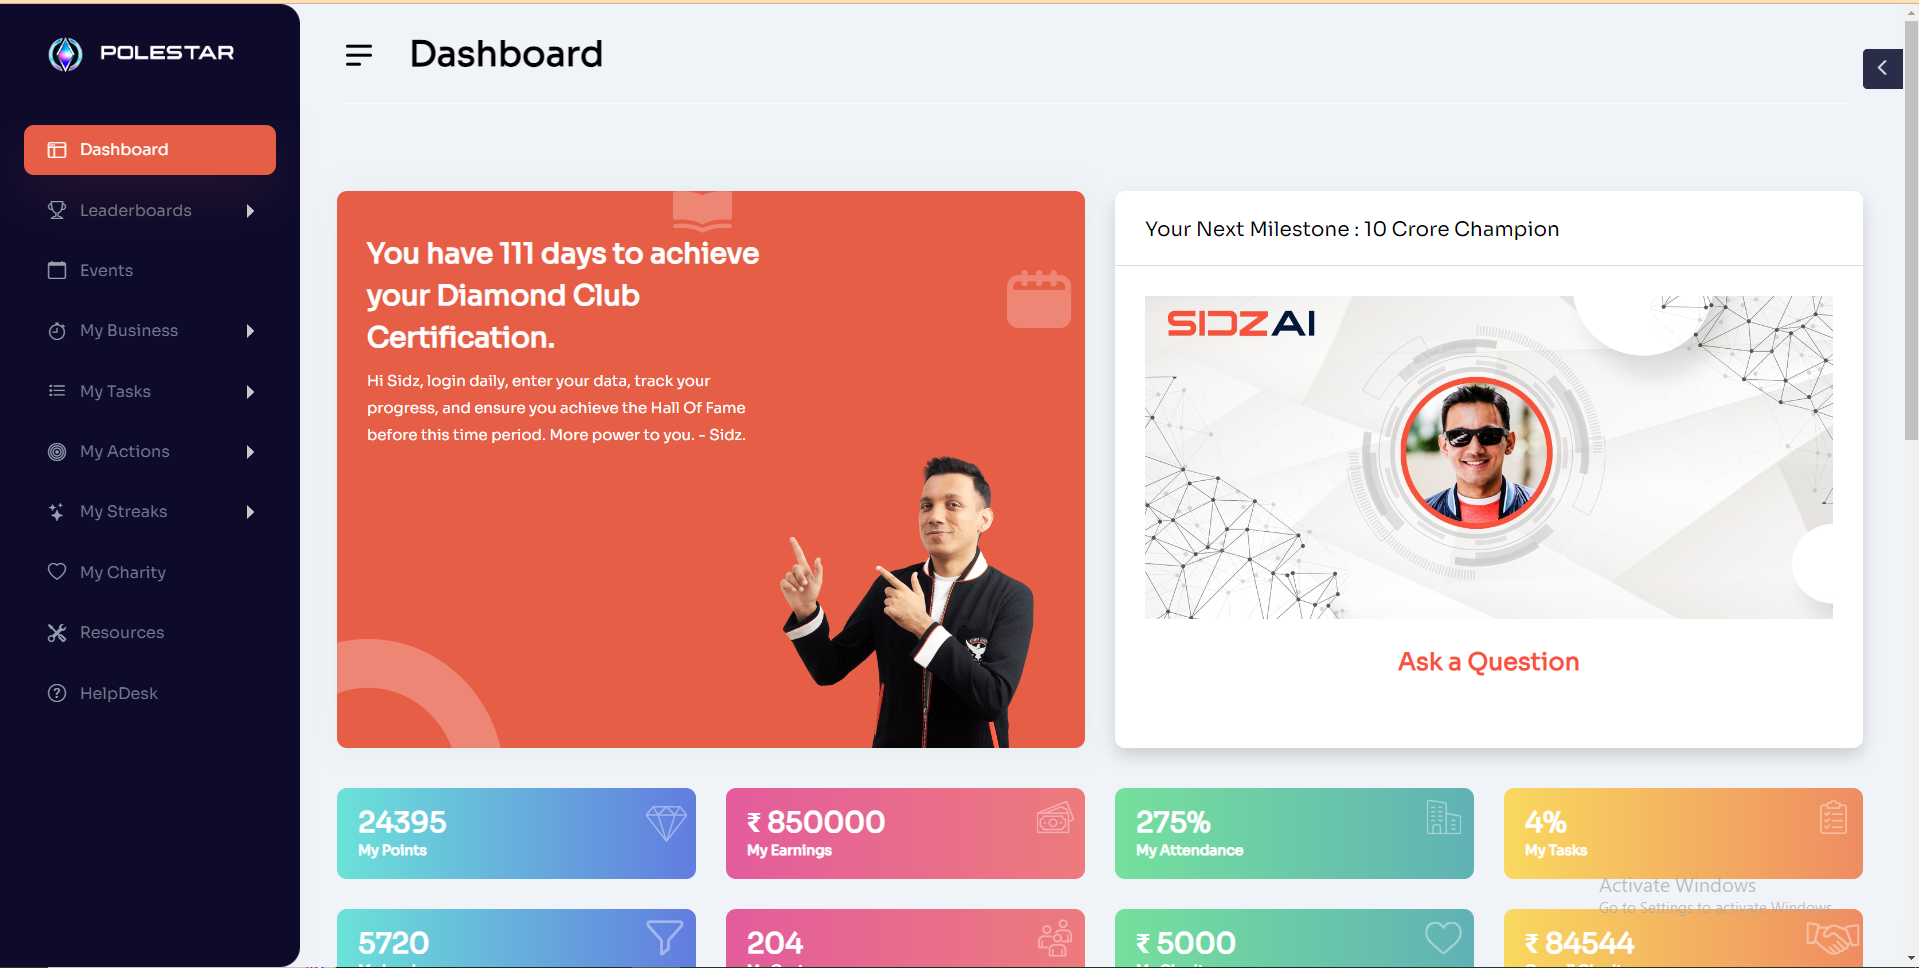 POLESTAR
Dashboard
Dashboard
Leaderboards
Events
My Business
My Tasks
My Actions
My Streaks
My Charity
Resources
HelpDesk
You have 111 days to achieve
your Diamond Club
Certification.
Hi Sidz, login daily, enter your data, track your
progress, and ensure you achieve the Hall Of Fame
before this time period. More power to you. - Sidz.
Your Next Milestone : 10 Crore Champion
SIDZAI
Ask a Question
24395
My Points
₹ 850000
My Earnings
275%
My Attendance
4%
My Tasks
Activate Windows
Go to Settings to activate Windows.
5720
204
₹ 5000
₹ 84544